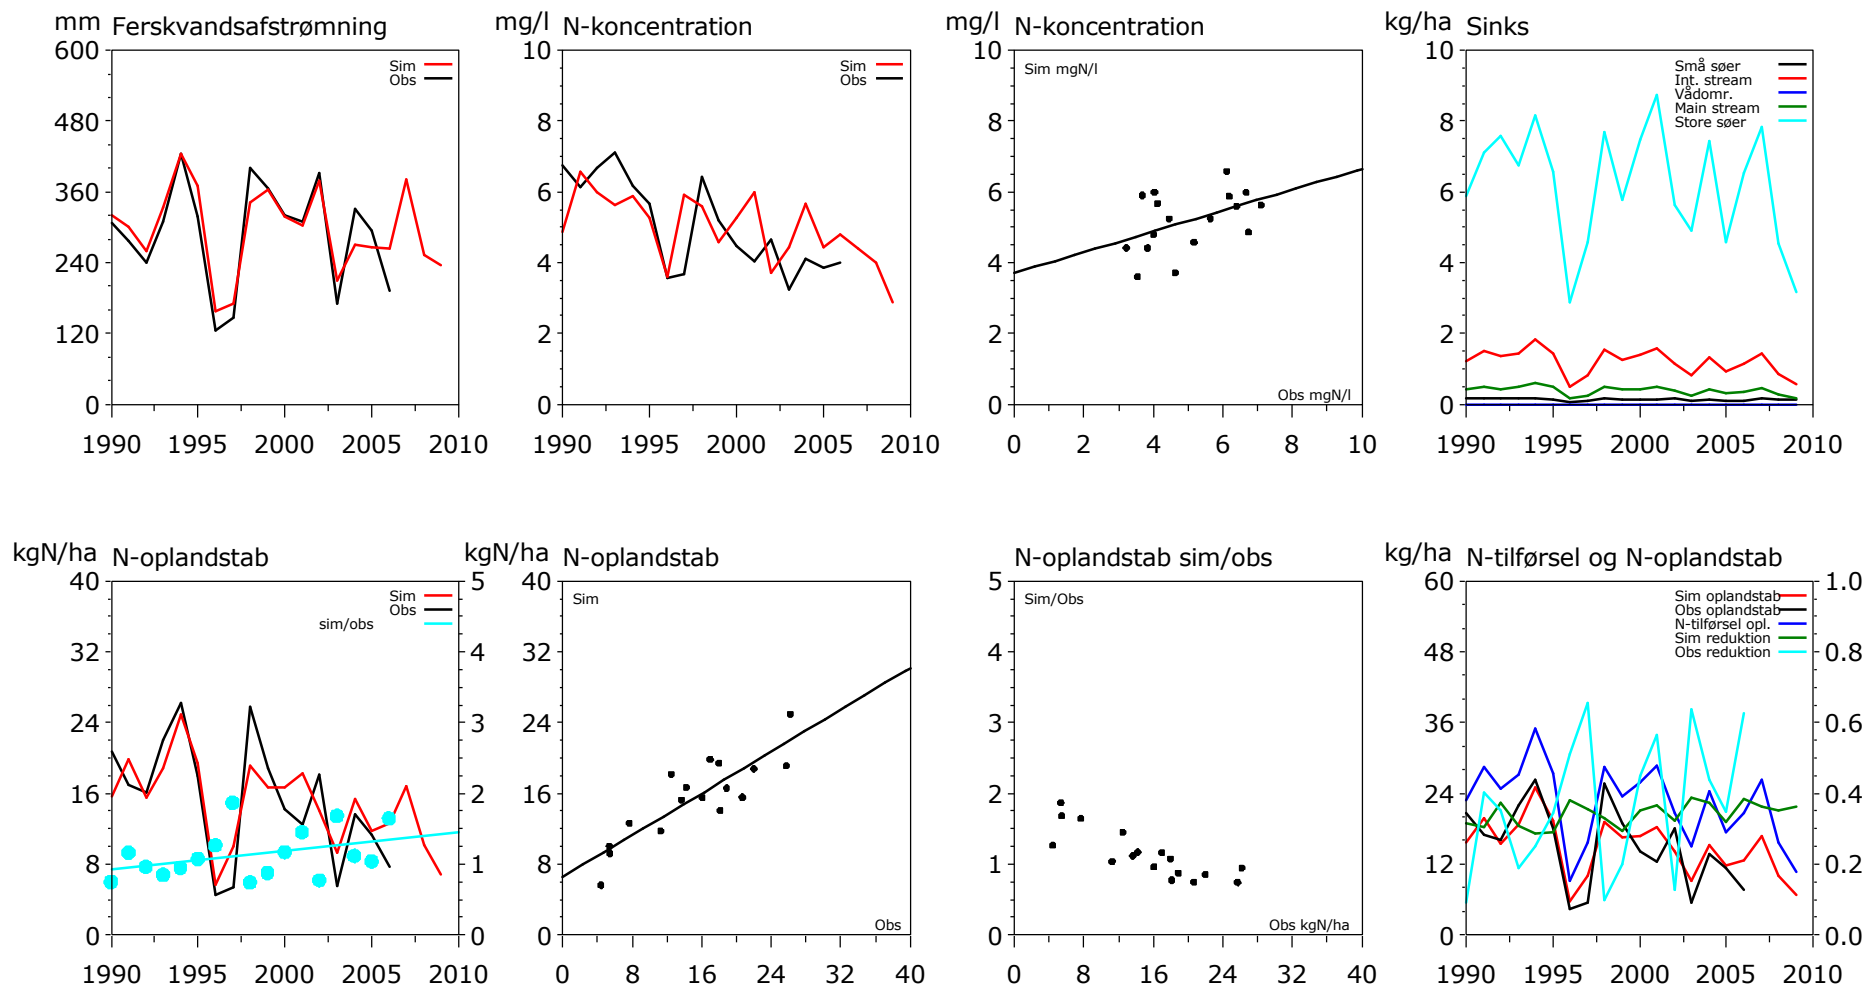 mm Ferskvandsafstrømning
600
480
360
240
120
0
Sim
Obs
1990 1995 2000 2005 2010
mg/l N-koncentration
10
8
6
4
2
0
Sim
Obs
1990 1995 2000 2005 2010
mg/l N-koncentration
10
8
6
4
2
0
Sim mgN/l
Obs mgN/l
0 2 4 6 8 10
kg/ha Sinks
10
8
6
4
2
0
Små søer
Int. stream
Vådomr.
Main stream
Store søer
1990 1995 2000 2005 2010
kgN/ha N-oplandstab
40
32
24
16
8
0
Sim
Obs
sim/obs
5
4
3
2
1
0
1990 1995 2000 2005 2010
kgN/ha N-oplandstab
40
32
24
16
8
0
Sim
Obs
0 8 16 24 32 40
N-oplandstab sim/obs
5
4
3
2
1
0
Sim/Obs
Obs kgN/ha
0 8 16 24 32 40
kg/ha N-tilførsel og N-oplandstab
60
48
36
24
12
0
Sim oplandstab
Obs oplandstab
N-tilførsel opl.
Sim reduktion
Obs reduktion
1.0
0.8
0.6
0.4
0.2
0.0
1990 1995 2000 2005 2010